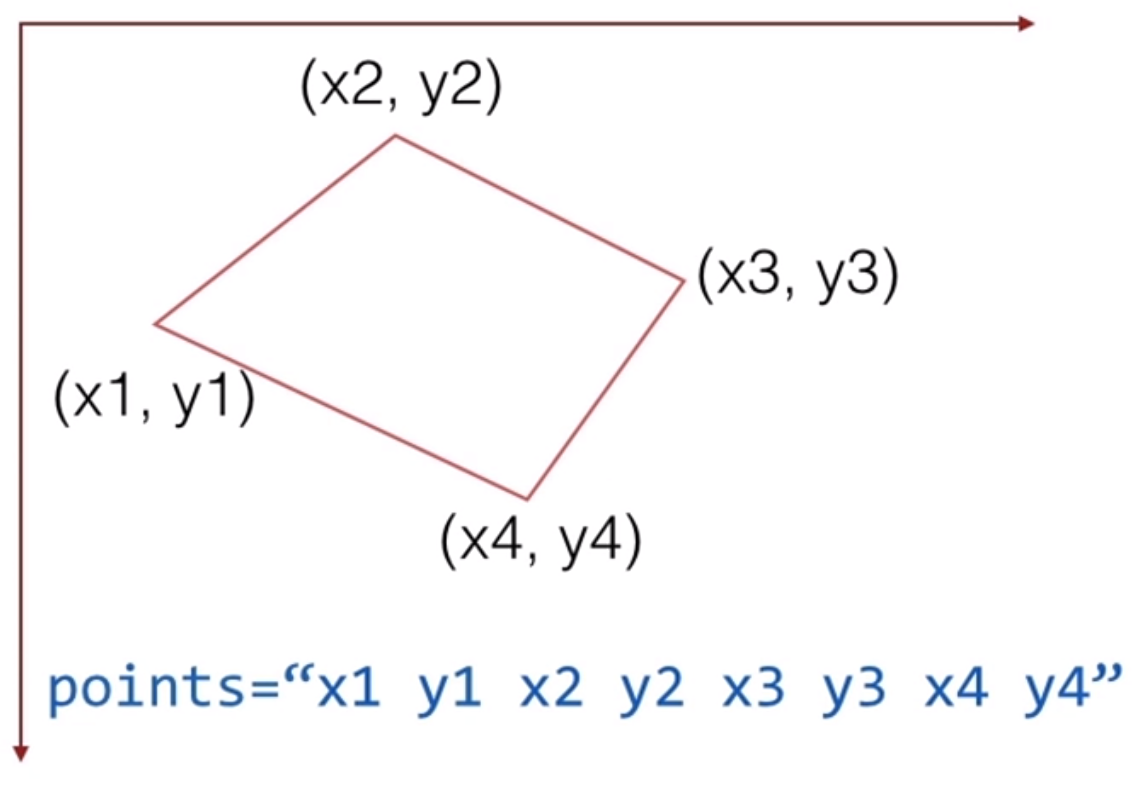 (x2, y2)
(x3, y3)
(x1, y1)
(x4, y4)
points=“x1 y1 x2 y2 x3 y3 x4 y4”